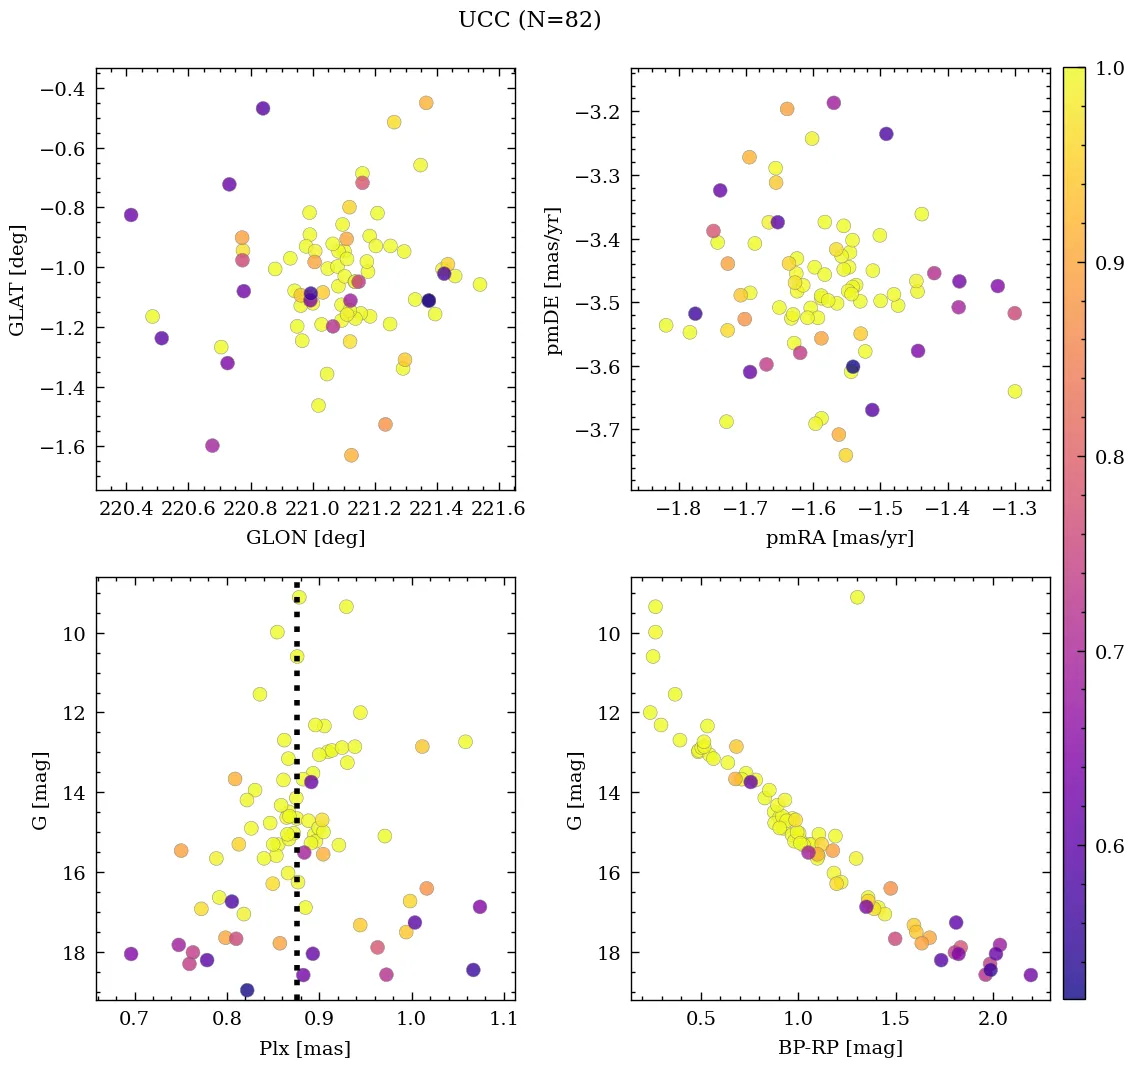 UCC (N=82)
−0.4
−0.6
−0.8
−1.0
−1.2
−1.4
−1.6
GLAT [deg]
220.4 220.6 220.8 221.0 221.2 221.4 221.6
GLON [deg]
−3.2
−3.3
−3.4
−3.5
−3.6
−3.7
pmDE [mas/yr]
−1.8 −1.7 −1.6 −1.5 −1.4 −1.3
pmRA [mas/yr]
1.0
0.9
0.8
0.7
0.6
10
12
14
16
18
G [mag]
0.7 0.8 0.9 1.0 1.1
Plx [mas]
10
12
14
16
18
G [mag]
0.5 1.0 1.5 2.0
BP-RP [mag]